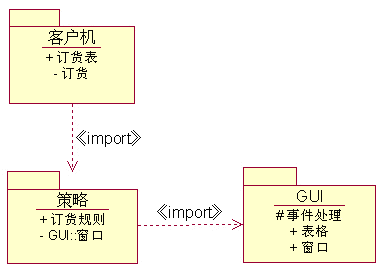 客户机
+ 订货表
- 订货
《import》
策略
+ 订货规则
- GUI::窗口
《import》
GUI
# 事件处理
+ 表格
+ 窗口